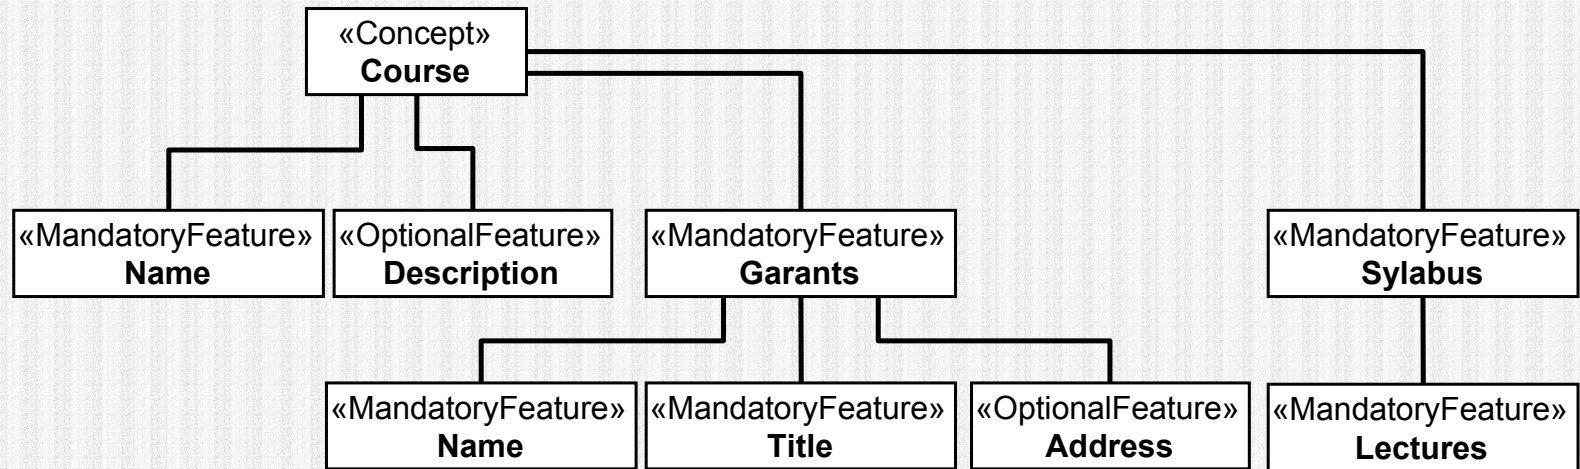 «Concept»
Course
«MandatoryFeature»
Name
«OptionalFeature»
Description
«MandatoryFeature»
Garants
«MandatoryFeature»
Sylabus
«MandatoryFeature»
Name
«MandatoryFeature»
Title
«OptionalFeature»
Address
«MandatoryFeature»
Lectures